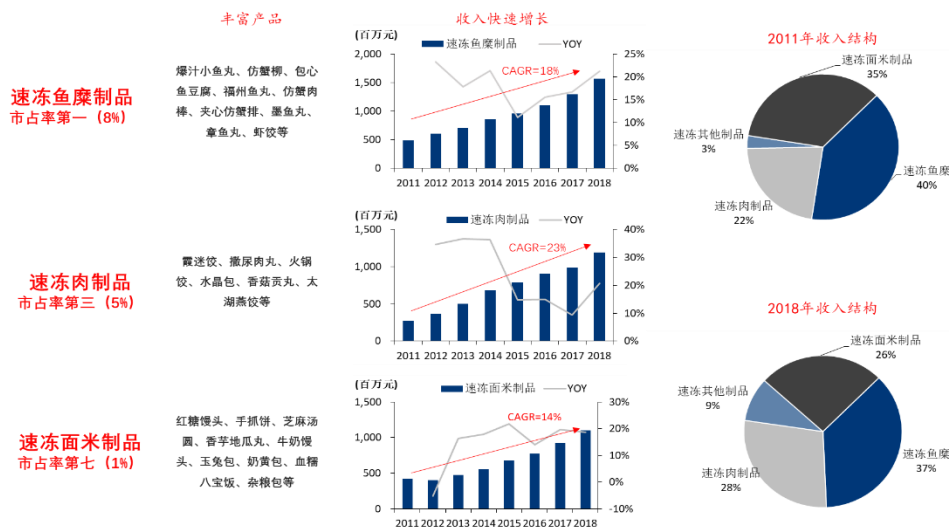 丰富产品
收入快速增长
速冻鱼糜制品
市占率第一（8%）
爆汁小鱼丸、仿蟹柳、包心
鱼豆腐、福州鱼丸、仿蟹肉
棒、夹心仿蟹排、墨鱼丸、
章鱼丸、虾饺等
(百万元)
速冻鱼糜制品
YOY
CAGR=18%
2,000
1,500
1,000
500
0
25%
20%
15%
10%
5%
0%
2011 2012 2013 2014 2015 2016 2017 2018
2011年收入结构
速冻面米制品
35%
速冻其他制品
3%
速冻肉制品
22%
速冻鱼糜
40%
速冻肉制品
市占率第三（5%）
霞迷饺、撒尿肉丸、火锅
饺、水晶包、香菇贡丸、太
湖燕饺等
(百万元)
速冻肉制品
YOY
CAGR=23%
1,500
1,000
500
0
40%
30%
20%
10%
0%
2011 2012 2013 2014 2015 2016 2017 2018
2018年收入结构
速冻面米制品
26%
速冻其他制品
9%
速冻肉制品
28%
速冻鱼糜
37%
速冻面米制品
市占率第七（1%）
红糖馒头、手抓饼、芝麻汤
圆、香芋地瓜丸、牛奶馒
头、玉兔包、奶黄包、血糯
八宝饭、杂粮包等
(百万元)
速冻面米制品
YOY
CAGR=14%
1,500
1,000
500
0
30%
20%
10%
0%
-10%
2011 2012 2013 2014 2015 2016 2017 2018